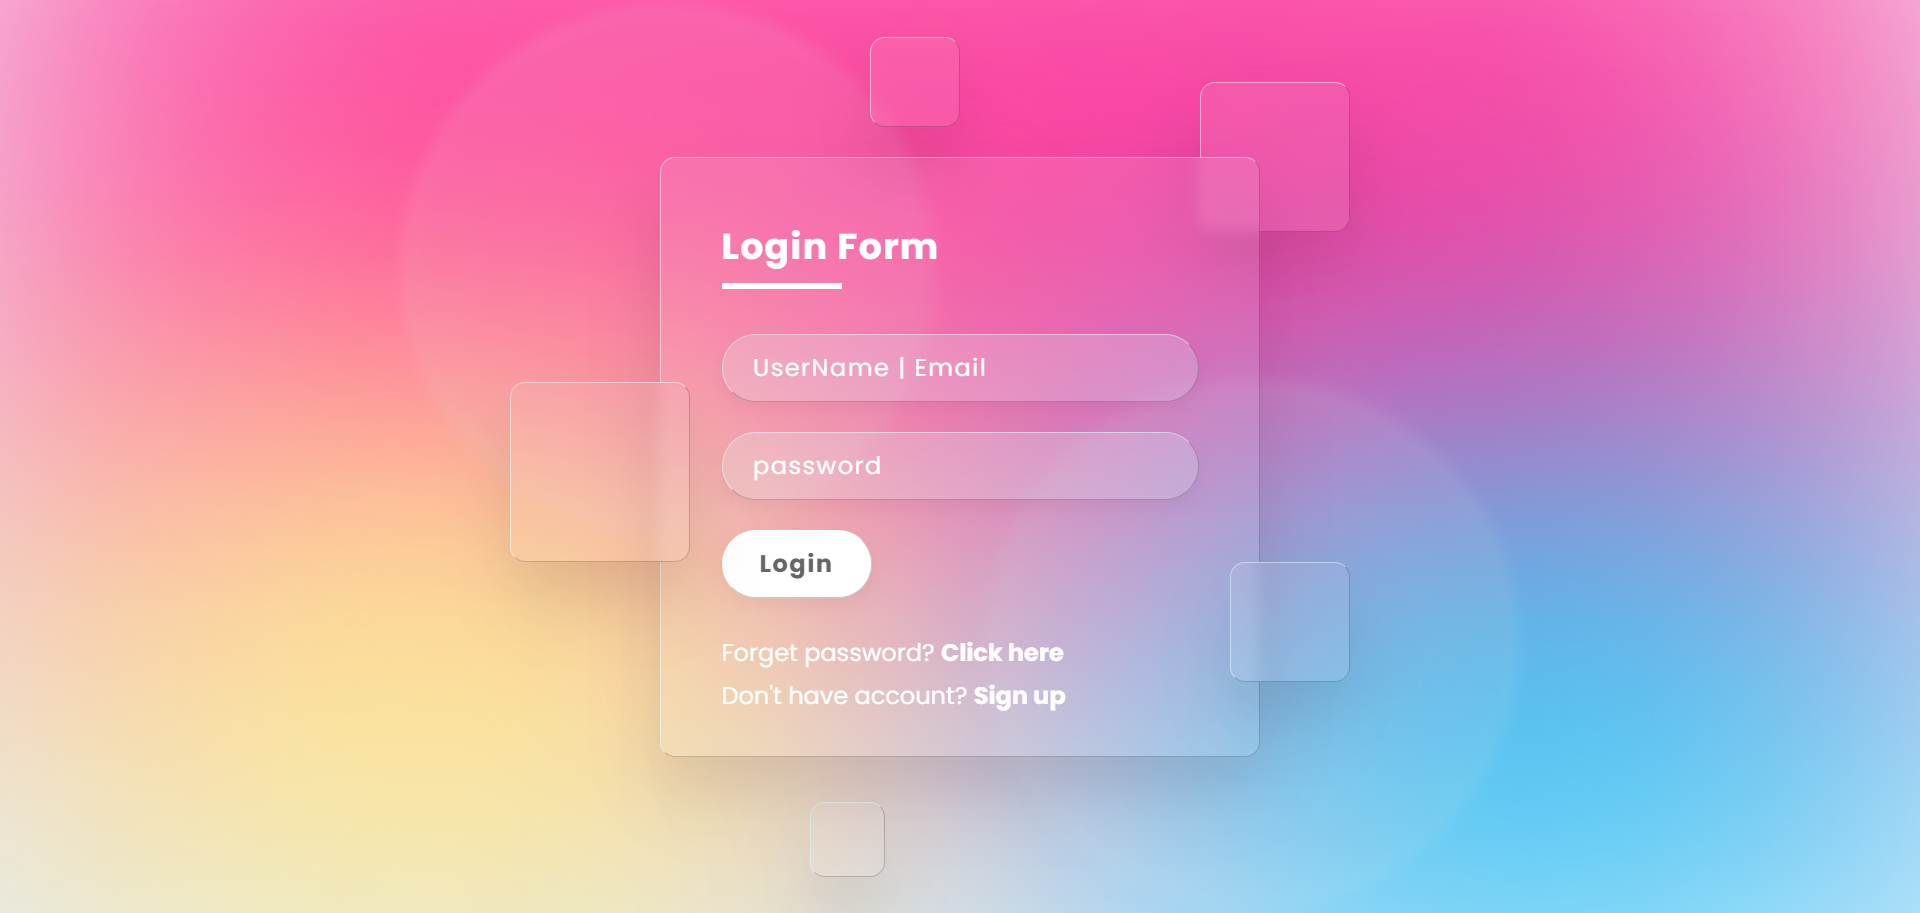 Login Form
UserName | Email
password
Login
Forget password? Click here
Don't have account? Sign up